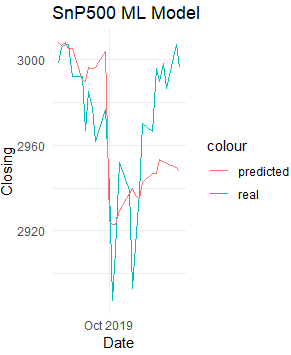 SnP500 ML Model
3000
2960
2920
Closing
Oct 2019
Date
colour
predicted
real